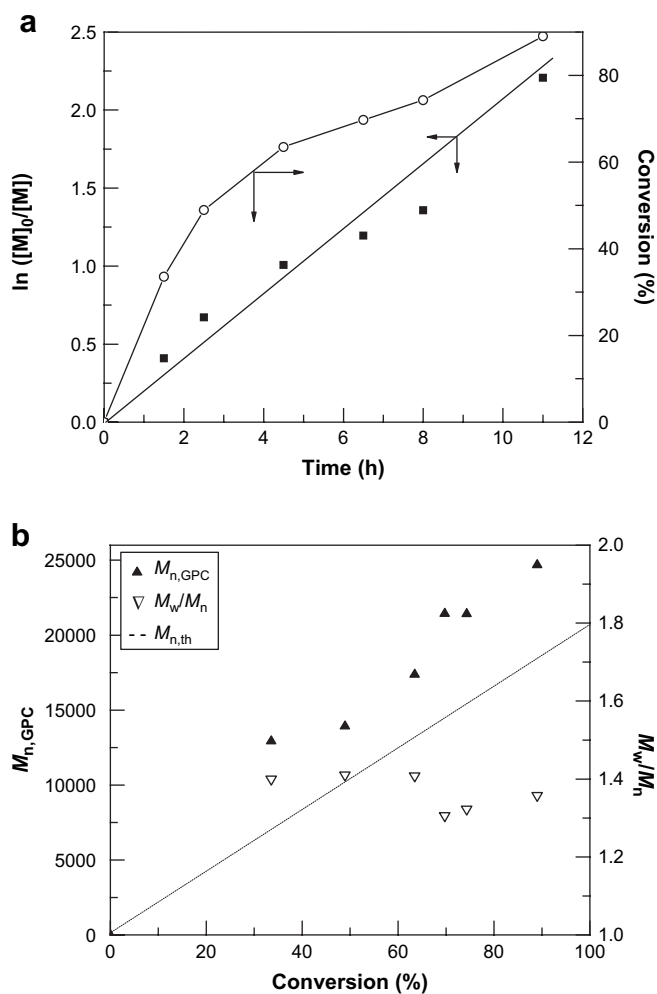 a
2.5
2.0
1.5
1.0
0.5
0.0
ln ([M]0/[M])
80
60
40
20
0
Conversion (%)
0 2 4 6 8 10 12
Time (h)
b
25000
20000
15000
10000
5000
0
Mn,GPC
Mn,GPC
Mw/Mn
Mn,th
2.0
1.8
1.6
1.4
1.2
1.0
Mw/Mn
0 20 40 60 80 100
Conversion (%)